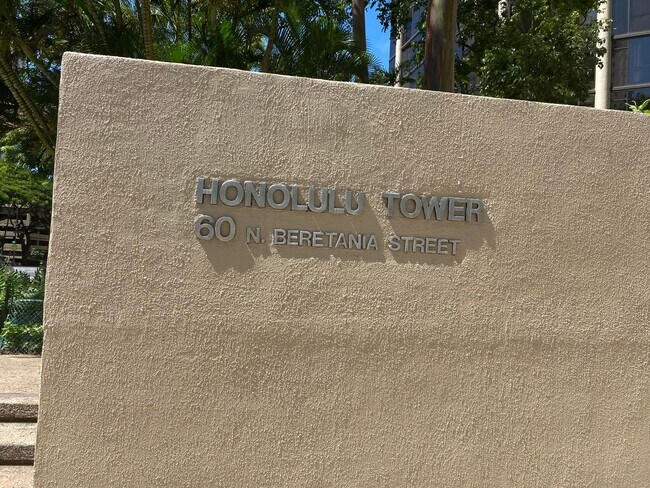 HONOLULU TOWER
60 N. BERETANIA STREET